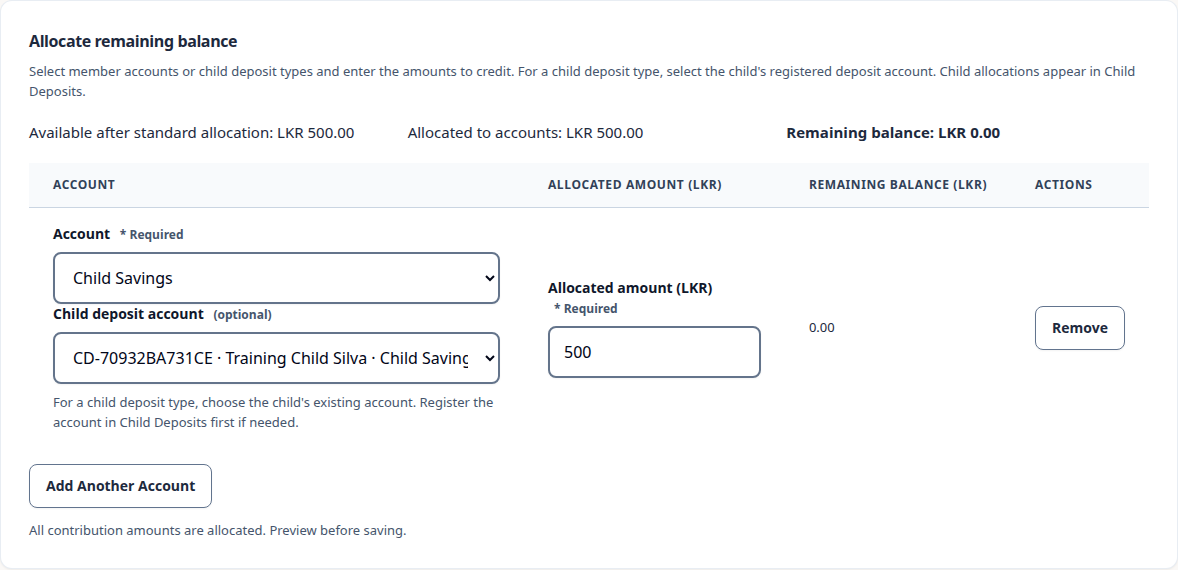 Allocate remaining balance
Select member accounts or child deposit types and enter the amounts to credit. For a child deposit type, select the child's registered deposit account. Child allocations appear in Child
Deposits.
Available after standard allocation: LKR 500.00 Allocated to accounts: LKR 500.00 Remaining balance: LKR 0.00
ACCOUNT ALLOCATED AMOUNT (LKR) REMAINING BALANCE (LKR) ACTIONS
Account * Required
Child Savings
Child deposit account (optional)
CD-70932BA731CE · Training Child Silva · Child Saving
For a child deposit type, choose the child's existing account. Register the
account in Child Deposits first if needed.
Allocated amount (LKR)
* Required
500
0.00
Remove
Add Another Account
All contribution amounts are allocated. Preview before saving.